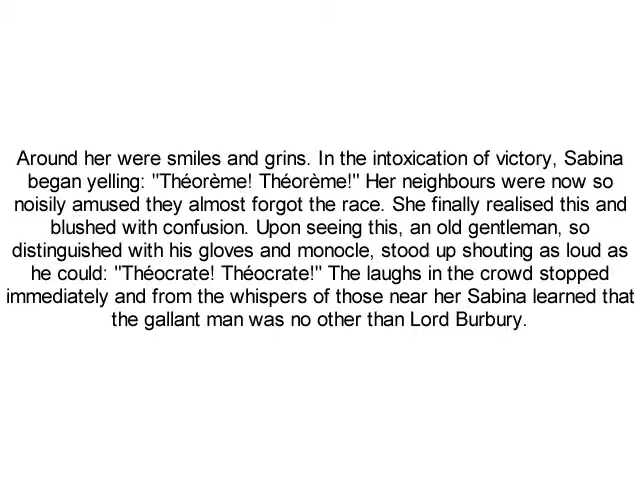 Around her were smiles and grins. In the intoxication of victory, Sabina
began yelling: "Théorème! Théorème!" Her neighbours were now so
noisily amused they almost forgot the race. She finally realised this and
blushed with confusion. Upon seeing this, an old gentleman, so
distinguished with his gloves and monocle, stood up shouting as loud as
he could: "Théocrate! Théocrate!" The laughs in the crowd stopped
immediately and from the whispers of those near her Sabina learned that
the gallant man was no other than Lord Burbury.